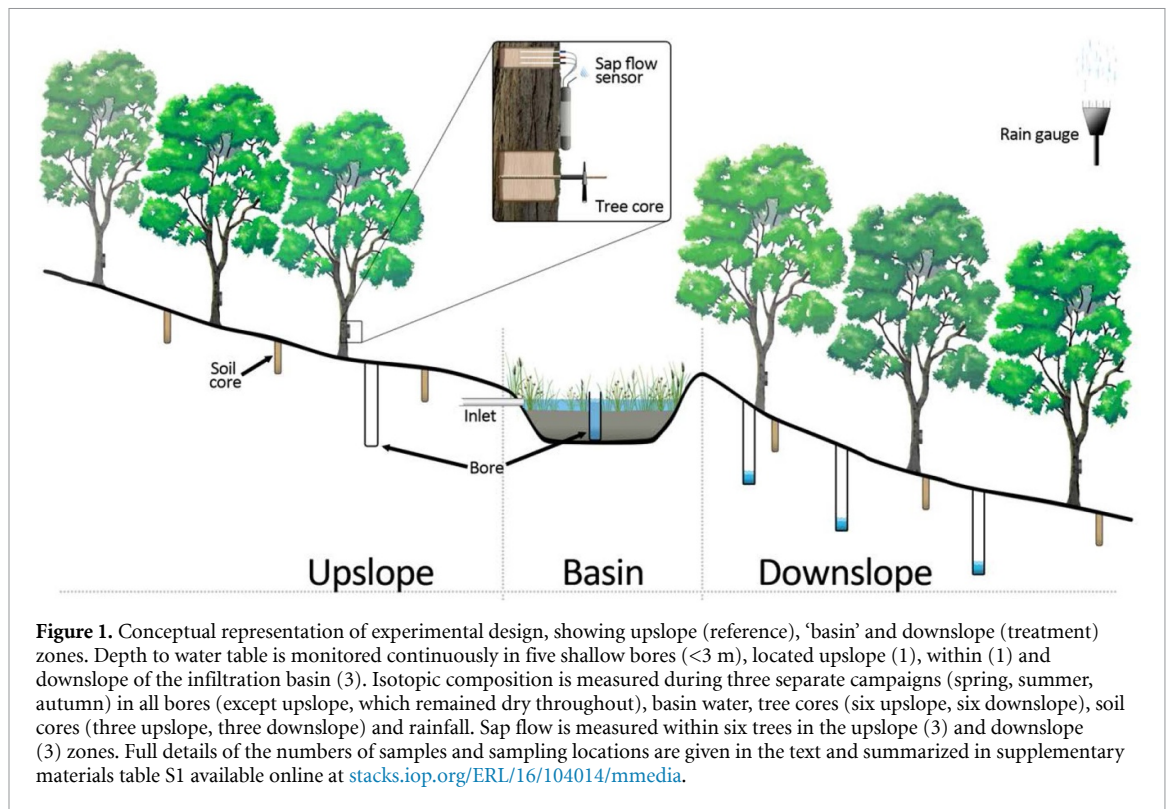 Sap flow
sensor
Rain gauge
Tree core
Soil
core
Inlet
Bore
Upslope
Basin
Downslope
Figure 1. Conceptual representation of experimental design, showing upslope (reference), ‘basin’ and downslope (treatment)
zones. Depth to water table is monitored continuously in five shallow bores (<3 m), located upslope (1), within (1) and
downslope of the infiltration basin (3). Isotopic composition is measured during three separate campaigns (spring, summer,
autumn) in all bores (except upslope, which remained dry throughout), basin water, tree cores (six upslope, six downslope), soil
cores (three upslope, three downslope) and rainfall. Sap flow is measured within six trees in the upslope (3) and downslope
(3) zones. Full details of the numbers of samples and sampling locations are given in the text and summarized in supplementary
materials table S1 available online at stacks.iop.org/ERL/16/104014/mmedia.